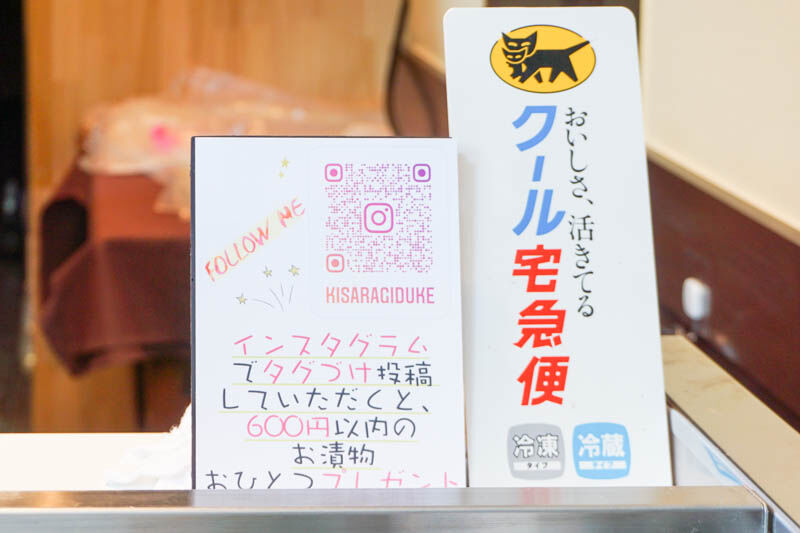 FOLLOW ME
KISARAGIDUKE
インスタグラム
でタグづけ投稿
していただくと、
600円以内の
お漬物
おひとつプレゼント
おいしさ、活きてる
クール宅急便
冷凍
タイプ
冷蔵
タイプ